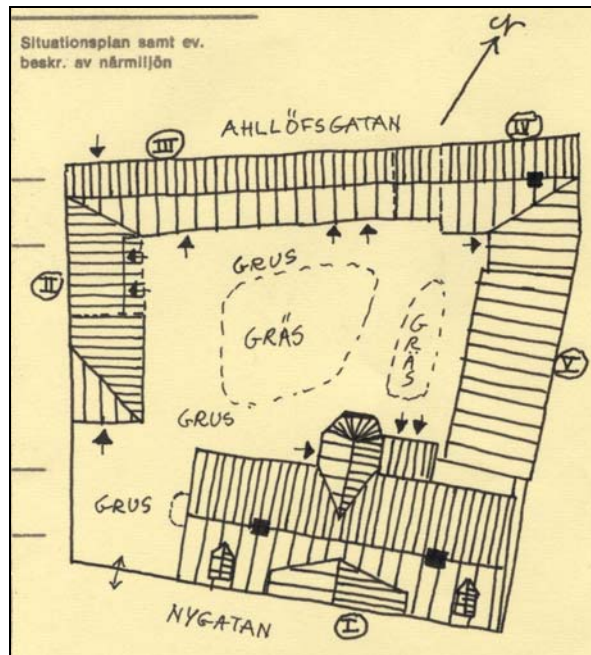 Situationsplan samt ev.
beskr. av närmiljön
AHLLÖFSGATAN
III
IV
II
GRUS
GRÄS
GRÄS
V
GRUS
GRUS
NYGATAN
I